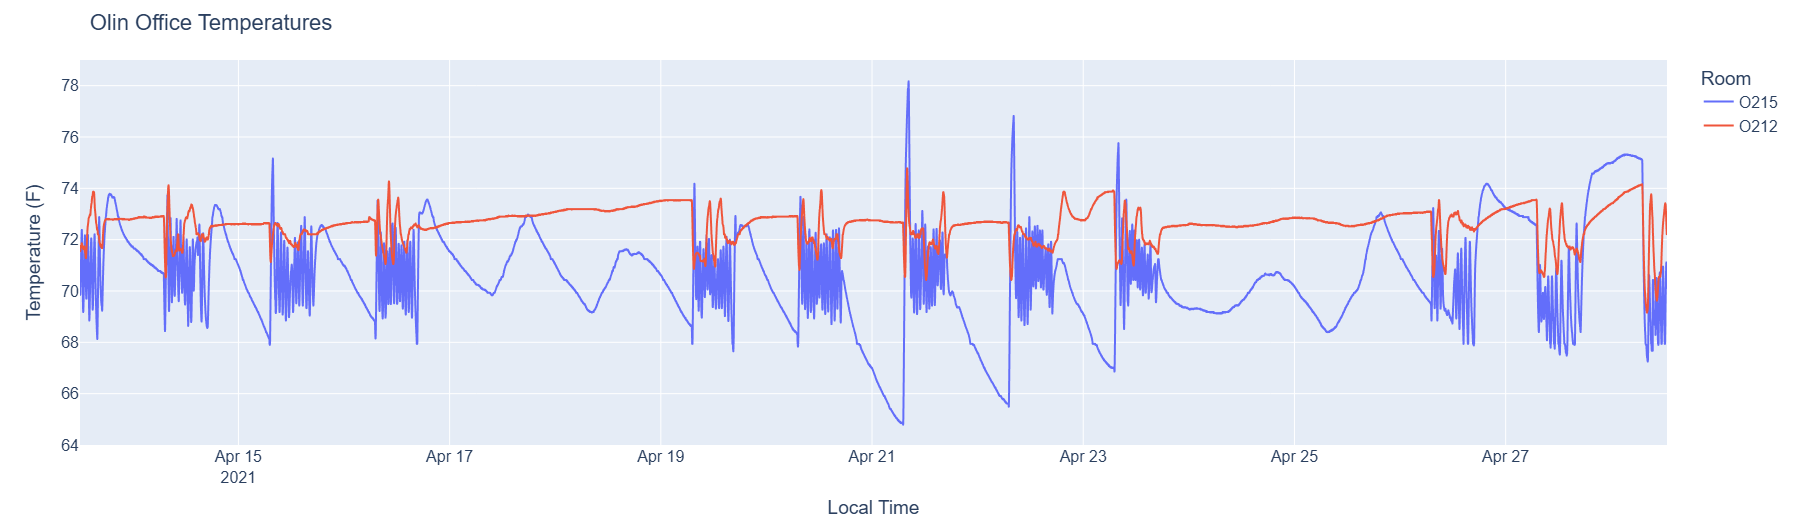 Olin Office Temperatures
Temperature (F)
78
76
74
72
70
68
66
64
Apr 15
2021
Apr 17
Apr 19
Apr 21
Apr 23
Apr 25
Apr 27
Local Time
Room
O215
O212